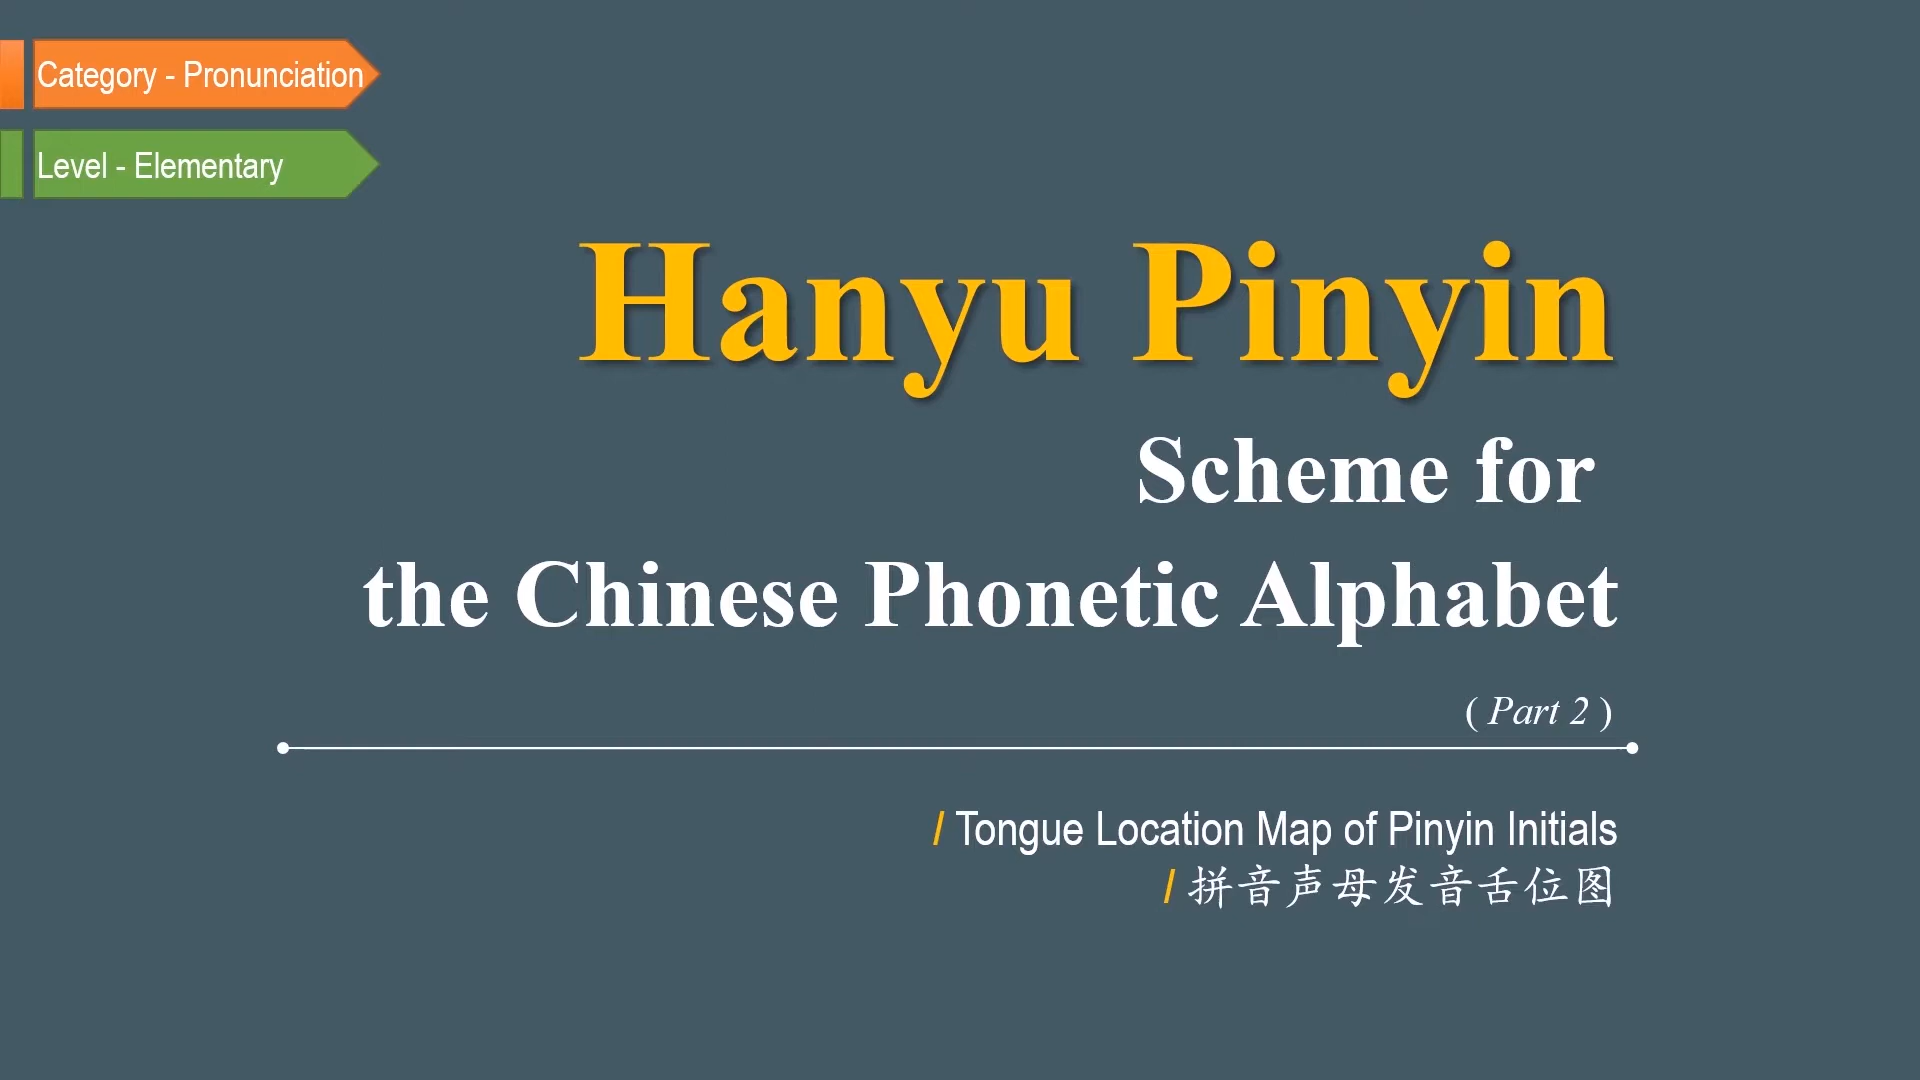 Category - Pronunciation
Level - Elementary
Hanyu Pinyin
Scheme for
the Chinese Phonetic Alphabet
( Part 2 )
/ Tongue Location Map of Pinyin Initials
/ 拼音声母发音舌位图